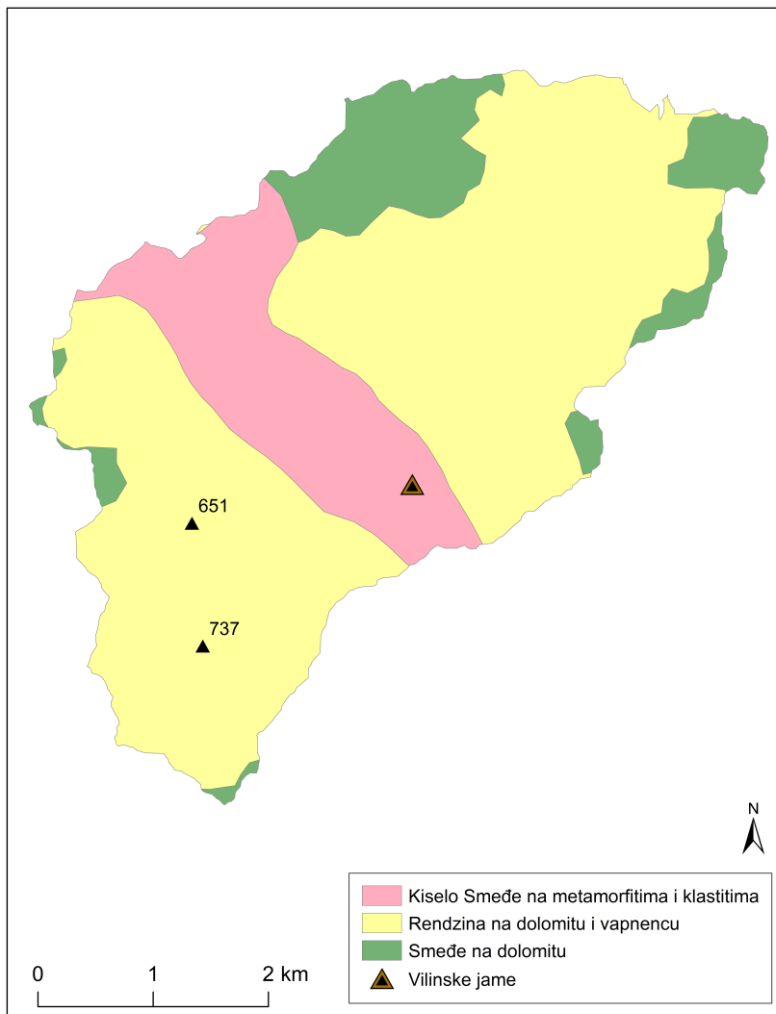 651
737
N
Kiselo Smeđe na metamorfitima i klastitima
Rendzina na dolomitu i vapnencu
Smeđe na dolomitu
Vilinske jame
0 1 2 km